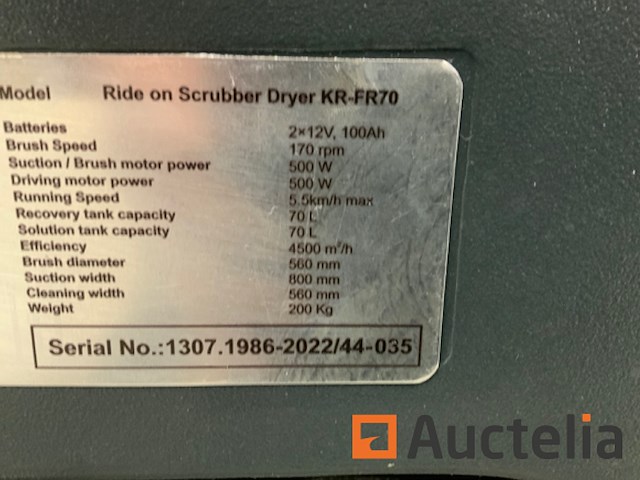 Model Ride on Scrubber Dryer KR-FR70
Batteries 2×12V, 100Ah
Brush Speed 170 rpm
Suction / Brush motor power 500 W
Driving motor power 500 W
Running Speed 5.5km/h max
Recovery tank capacity 70 L
Solution tank capacity 70 L
Efficiency 4500 m²/h
Brush diameter 560 mm
Suction width 800 mm
Cleaning width 560 mm
Weight 200 Kg
Serial No.:1307.1986-2022/44-035
Auctelia